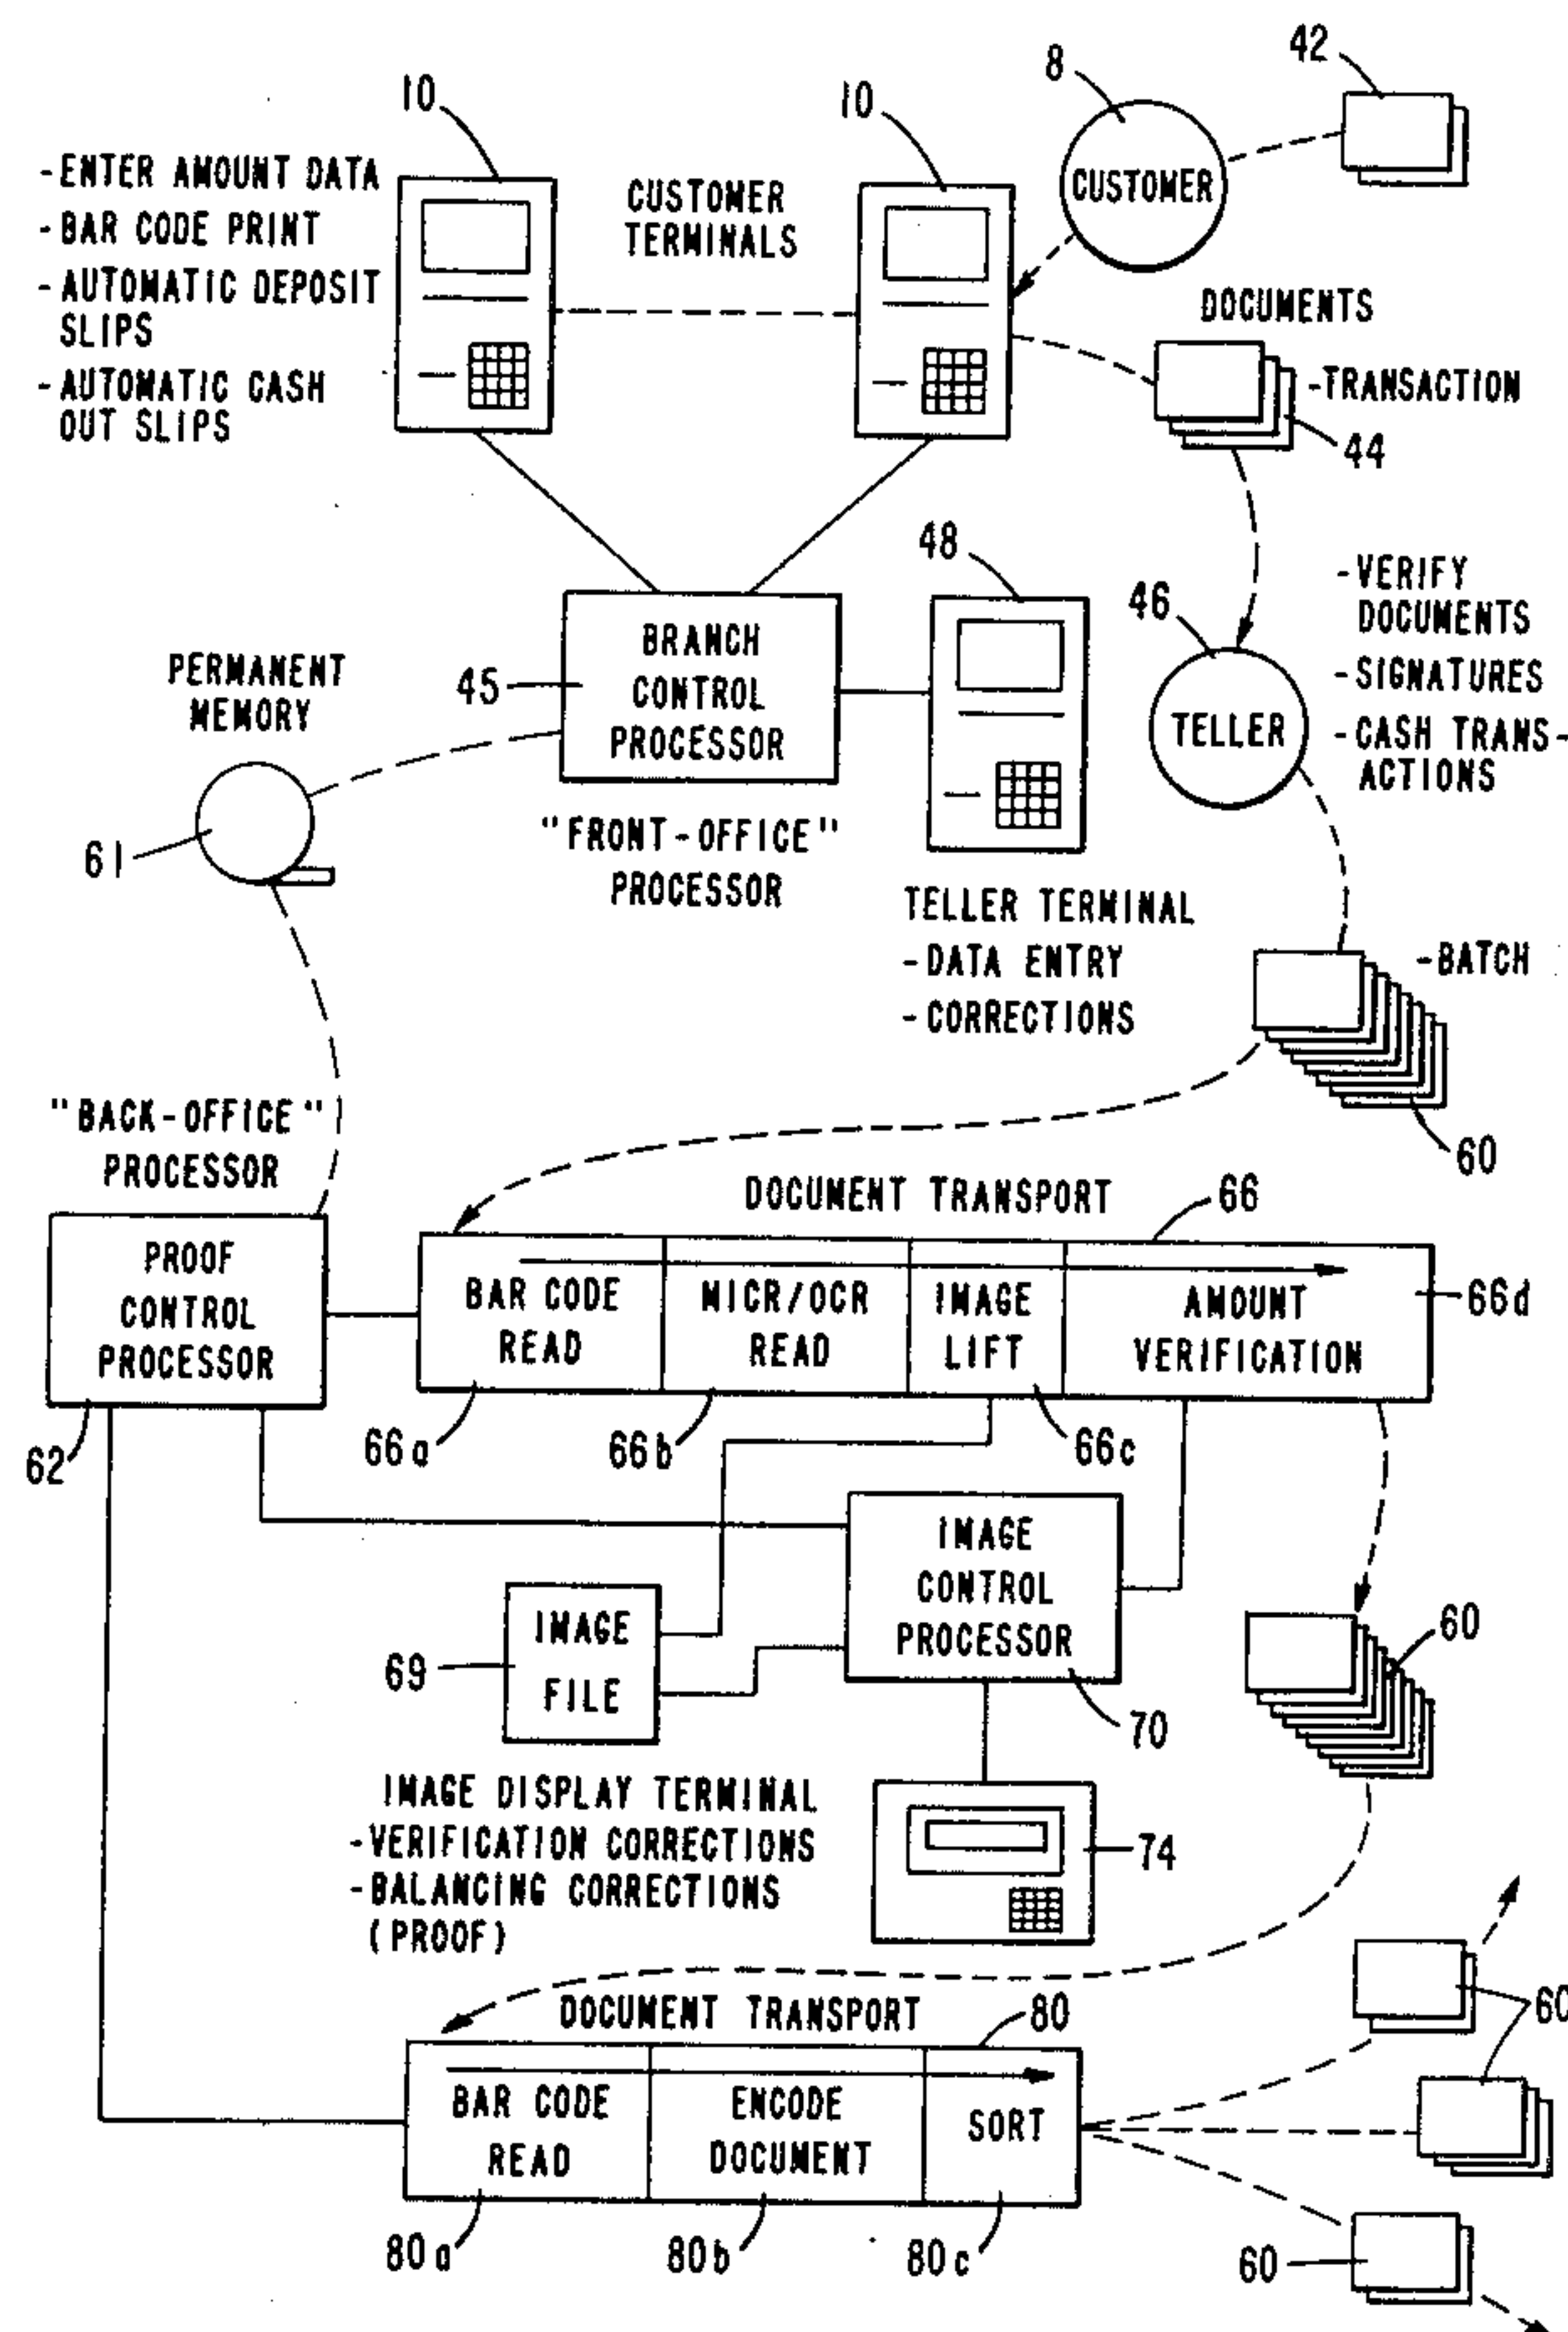 42
8
10
10
CUSTOMER
-ENTER AMOUNT DATA
-BAR CODE PRINT
-AUTOMATIC DEPOSIT
SLIPS
-AUTOMATIC CASH
OUT SLIPS
CUSTOMER
TERMINALS
DOCUMENTS
-TRANSACTION
44
48
46
-VERIFY
DOCUMENTS
-SIGNATURES
-CASH TRANS-
ACTIONS
TELLER
BRANCH
CONTROL
PROCESSOR
45
PERMANENT
MEMORY
61
"FRONT-OFFICE"
PROCESSOR
TELLER TERMINAL
-DATA ENTRY
-CORRECTIONS
-BATCH
60
"BACK-OFFICE"
PROCESSOR
DOCUMENT TRANSPORT
66
PROOF
CONTROL
PROCESSOR
62
BAR CODE
READ
MICR/OCR
READ
IMAGE
LIFT
AMOUNT
VERIFICATION
66d
66a
66b
66c
IMAGE
CONTROL
PROCESSOR
70
IMAGE
FILE
69
60
IMAGE DISPLAY TERMINAL
-VERIFICATION CORRECTIONS
-BALANCING CORRECTIONS
(PROOF)
74
DOCUMENT TRANSPORT
80
60
BAR CODE
READ
ENCODE
DOCUMENT
SORT
80a
80b
80c
60